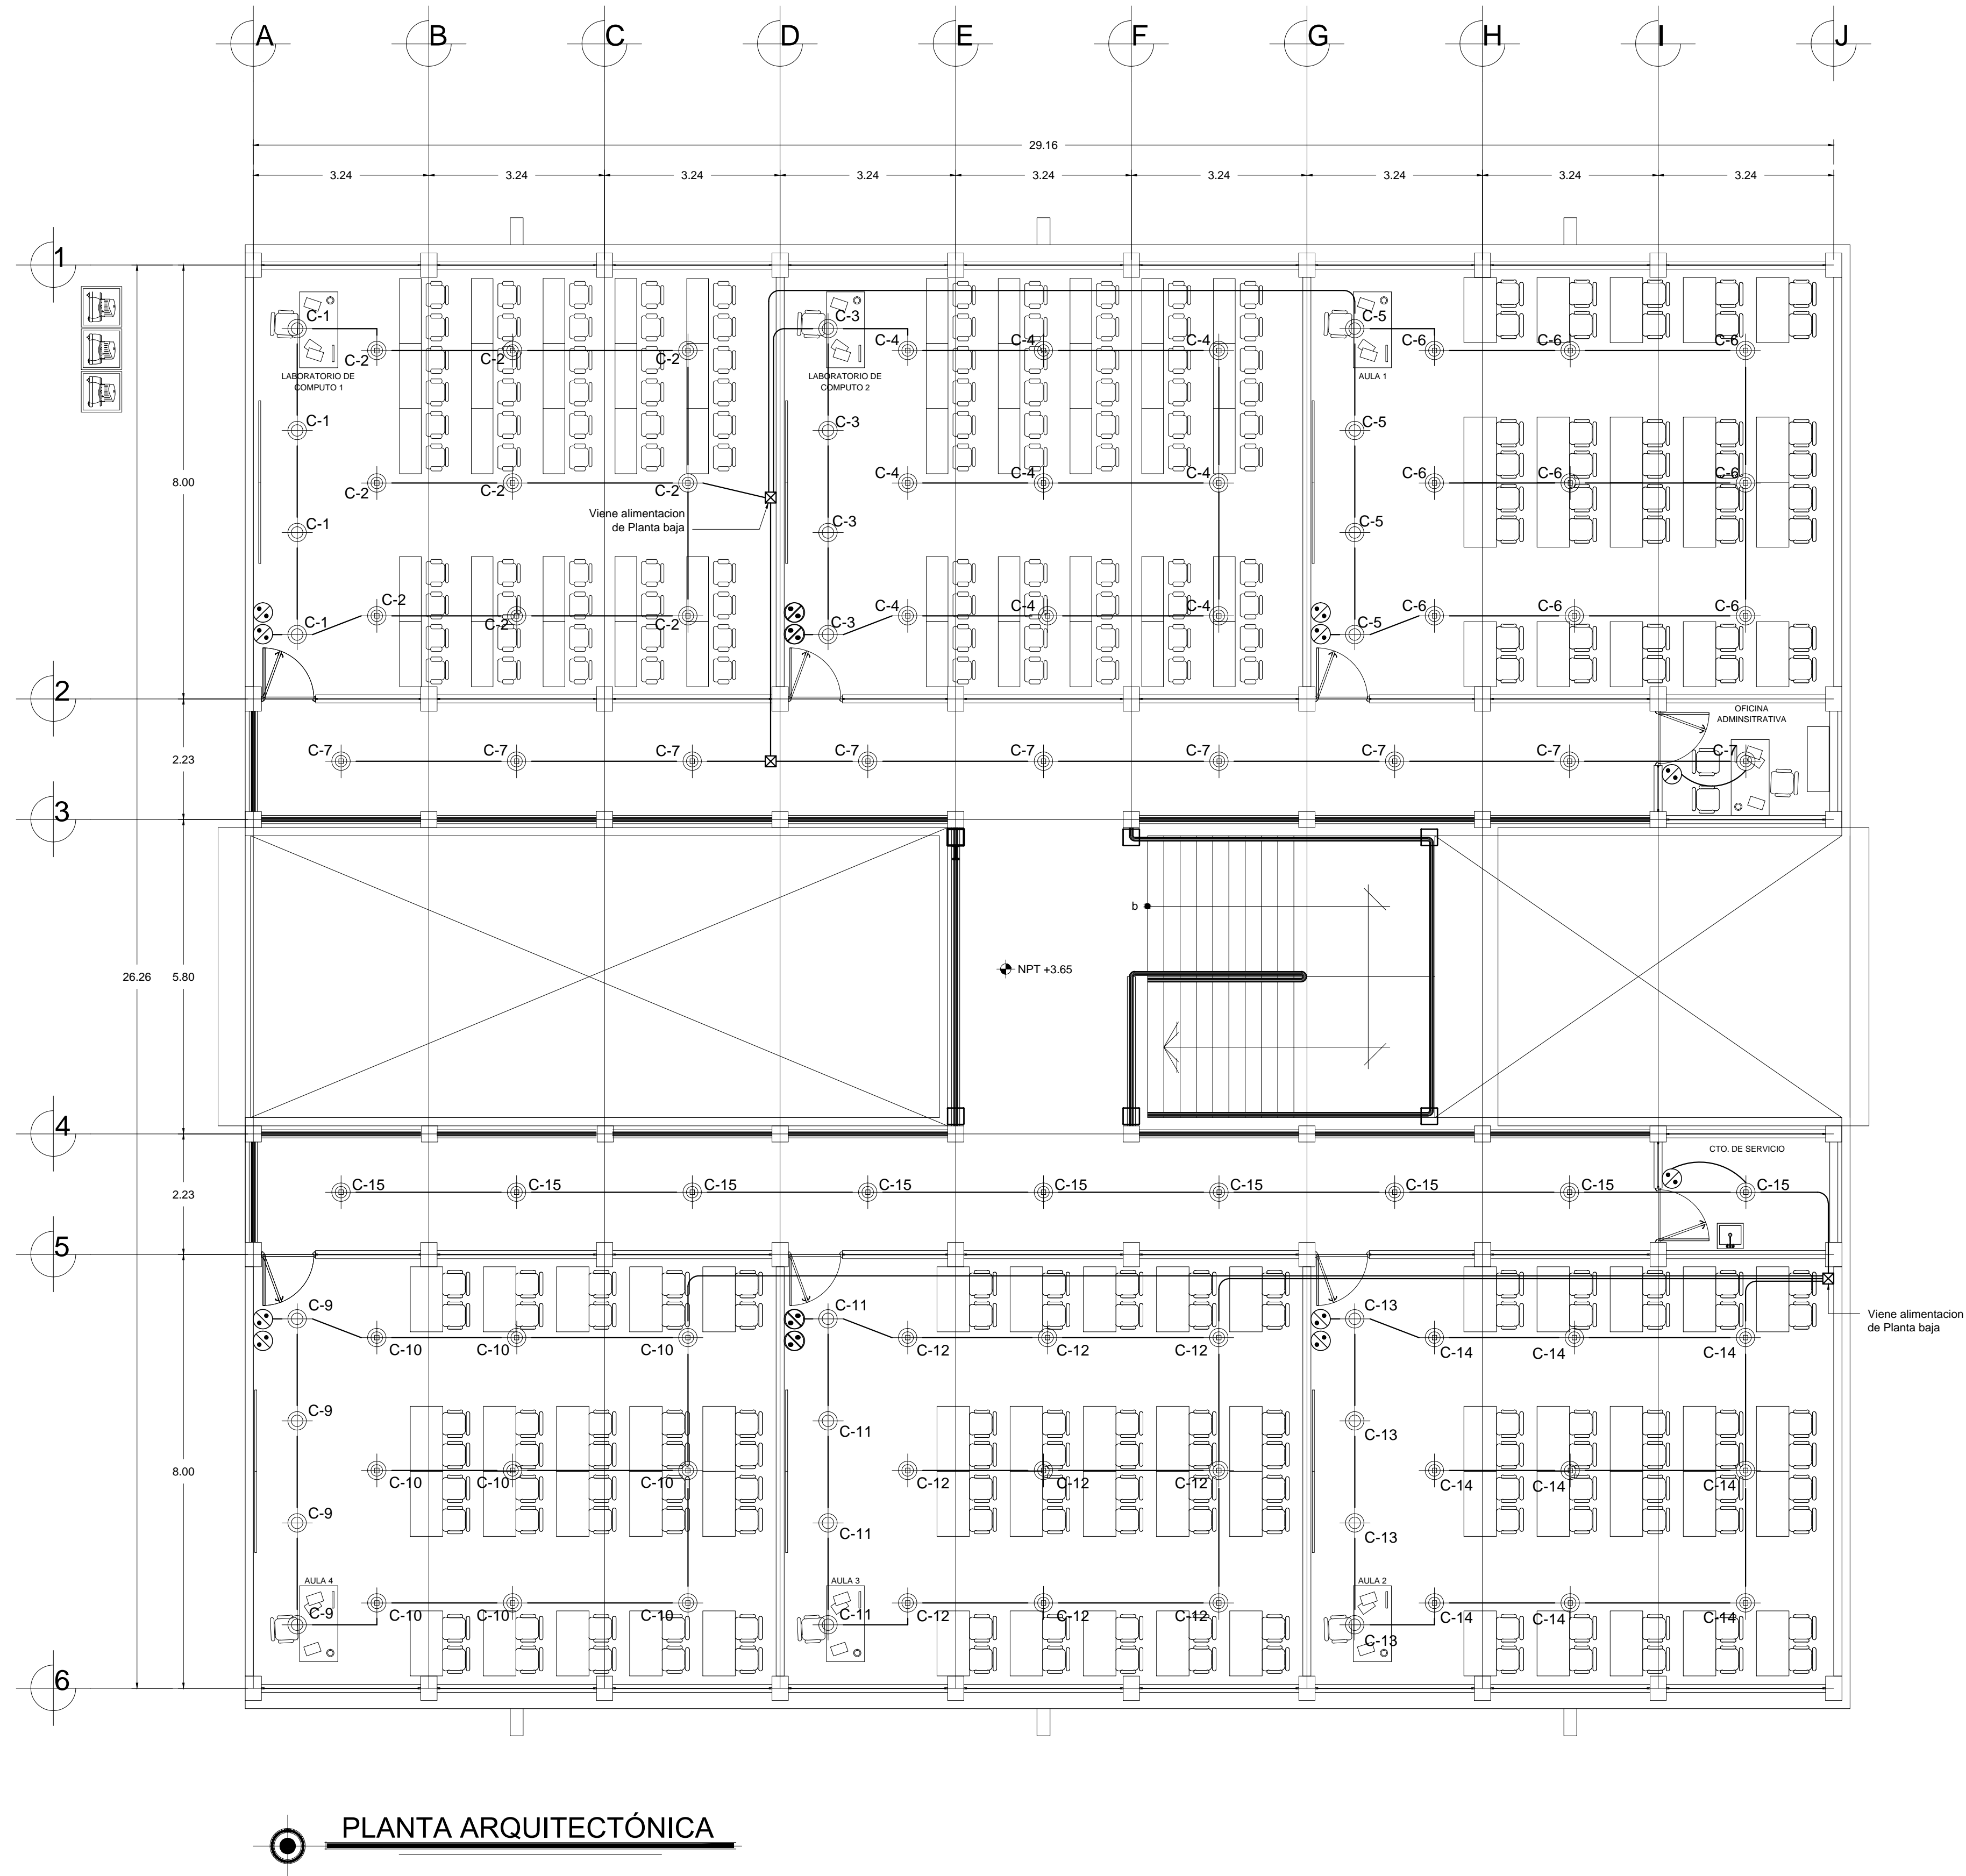 A B C D E F G H I J
29.16
3.24 3.24 3.24 3.24 3.24 3.24 3.24 3.24 3.24
1
C-1 C-3 C-5
C-2 C-2 C-2 C-4 C-4 C-4 C-6 C-6 C-6
LABORATORIO DE
COMPUTO 1
LABORATORIO DE
COMPUTO 2
AULA 1
C-1 C-3 C-5
8.00
C-2 C-2 C-2 C-4 C-4 C-4 C-6 C-6 C-6
Viene alimentacion
de Planta baja
C-1 C-3 C-5
C-2 C-2 C-2 C-4 C-4 C-4 C-6 C-6 C-6
C-1 C-3 C-5
2
OFICINA
ADMINSITRATIVA
C-7 C-7 C-7 C-7 C-7 C-7 C-7 C-7 C-7
2.23
3
b
26.26 5.80
NPT +3.65
4
CTO. DE SERVICIO
C-15 C-15 C-15 C-15 C-15 C-15 C-15 C-15 C-15
2.23
5
C-9 C-11 C-13
Viene alimentacion
de Planta baja
C-10 C-10 C-10 C-12 C-12 C-12 C-14 C-14 C-14
C-9 C-11 C-13
8.00
C-10 C-10 C-10 C-12 C-12 C-12 C-14 C-14 C-14
C-9 C-11 C-13
AULA 4 AULA 3 AULA 2
C-10 C-10 C-10 C-12 C-12 C-12 C-14 C-14 C-14
C-9 C-11 C-13
6
PLANTA ARQUITECTÓNICA